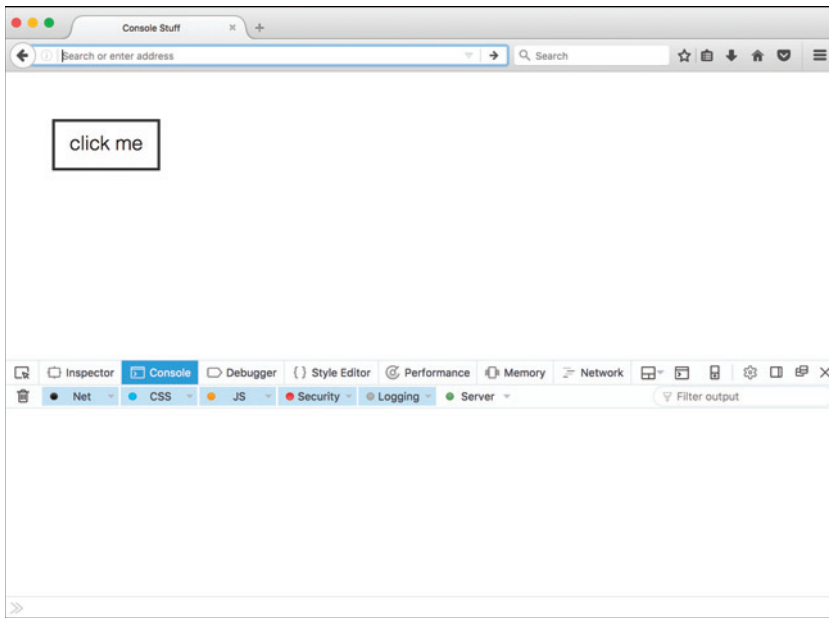 Console Stuff
Search or enter address
Search
click me
Inspector Console Debugger { } Style Editor Performance Memory Network
Net CSS JS Security Logging Server Filter output